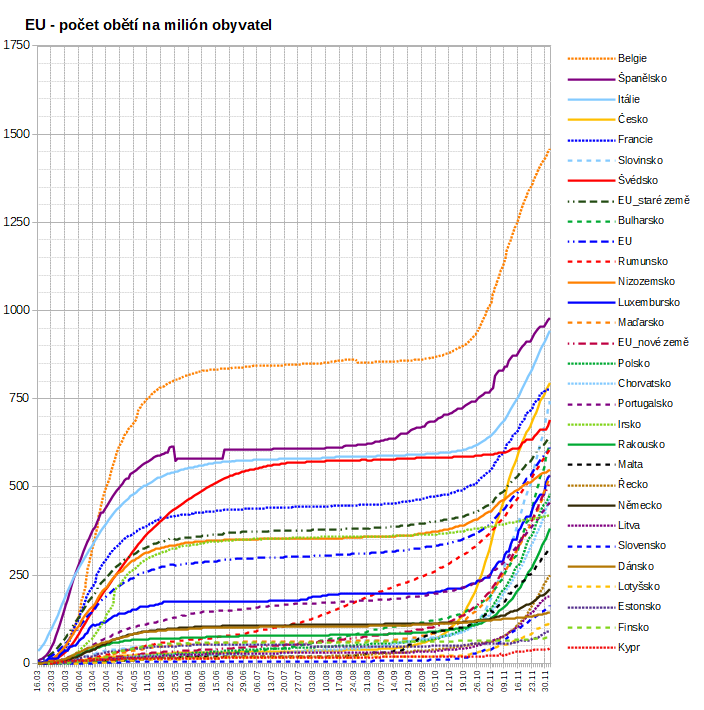 EU - počet obětí na milión obyvatel
1750
1500
1250
1000
750
500
250
0
16.03
23.03
30.03
06.04
13.04
20.04
27.04
04.05
11.05
18.05
25.05
01.06
08.06
15.06
22.06
29.06
06.07
13.07
20.07
27.07
03.08
10.08
17.08
24.08
31.08
07.09
14.09
21.09
28.09
05.10
12.10
19.10
26.10
02.11
09.11
16.11
23.11
30.11
Belgie
Španělsko
Itálie
Česko
Francie
Slovinsko
Švédsko
EU_staré země
Bulharsko
EU
Rumunsko
Nizozemsko
Luxembursko
Maďarsko
EU_nové země
Polsko
Chorvatsko
Portugalsko
Irsko
Rakousko
Malta
Řecko
Německo
Litva
Slovensko
Dánsko
Lotyšsko
Estonsko
Finsko
Kypr